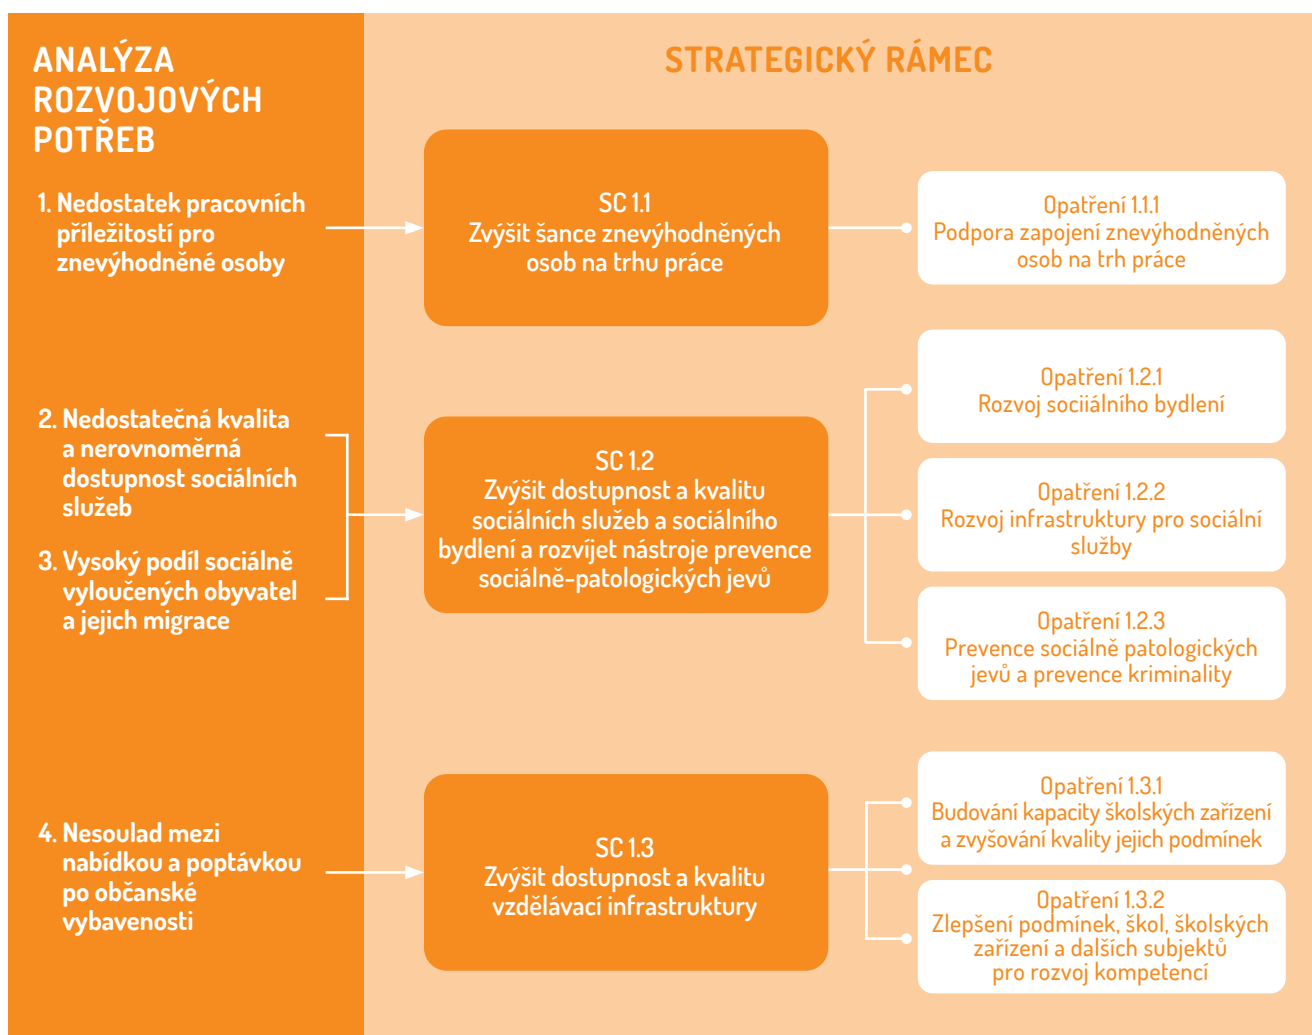 ANALÝZA
ROZVOJOVÝCH
POTŘEB
1. Nedostatek pracovních
příležitostí pro
znevýhodněné osoby
2. Nedostatečná kvalita
a nerovnoměrná
dostupnost sociálních
služeb
3. Vysoký podíl sociálně
vyloučených obyvatel
a jejich migrace
4. Nesoulad mezi
nabídkou a poptávkou
po občanské
vybavenosti
STRATEGICKÝ RÁMEC
SC 1.1
Zvýšit šance znevýhodněných
osob na trhu práce
Opatření 1.1.1
Podpora zapojení znevýhodněných
osob na trh práce
SC 1.2
Zvýšit dostupnost a kvalitu
sociálních služeb a sociálního
bydlení a rozvíjet nástroje prevence
sociálně-patologických jevů
Opatření 1.2.1
Rozvoj sociiálního bydlení
Opatření 1.2.2
Rozvoj infrastruktury pro sociální
služby
Opatření 1.2.3
Prevence sociálně patologických
jevů a prevence kriminality
SC 1.3
Zvýšit dostupnost a kvalitu
vzdělávací infrastruktury
Opatření 1.3.1
Budování kapacity školských zařízení
a zvyšování kvality jejich podmínek
Opatření 1.3.2
Zlepšení podmínek, škol, školských
zařízení a dalších subjektů
pro rozvoj kompetencí